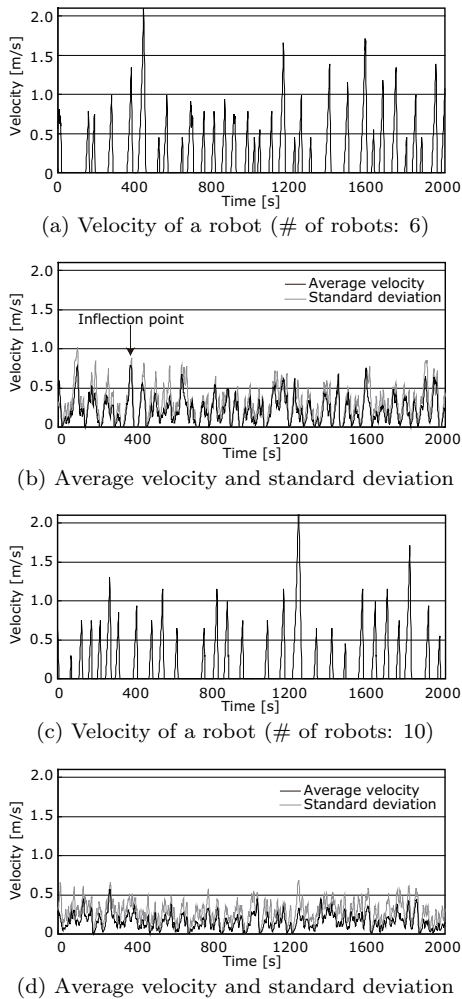 2.0
1.5
1.0
0.5
0
Velocity [m/s]
0 400 800 1200 1600 2000
Time [s]
(a) Velocity of a robot (# of robots: 6)
2.0
1.5
1.0
0.5
0
Velocity [m/s]
Average velocity
Standard deviation
Inflection point
0 400 800 1200 1600 2000
Time [s]
(b) Average velocity and standard deviation
2.0
1.5
1.0
0.5
0
Velocity [m/s]
0 400 800 1200 1600 2000
Time [s]
(c) Velocity of a robot (# of robots: 10)
2.0
1.5
1.0
0.5
0
Velocity [m/s]
Average velocity
Standard deviation
0 400 800 1200 1600 2000
Time [s]
(d) Average velocity and standard deviation